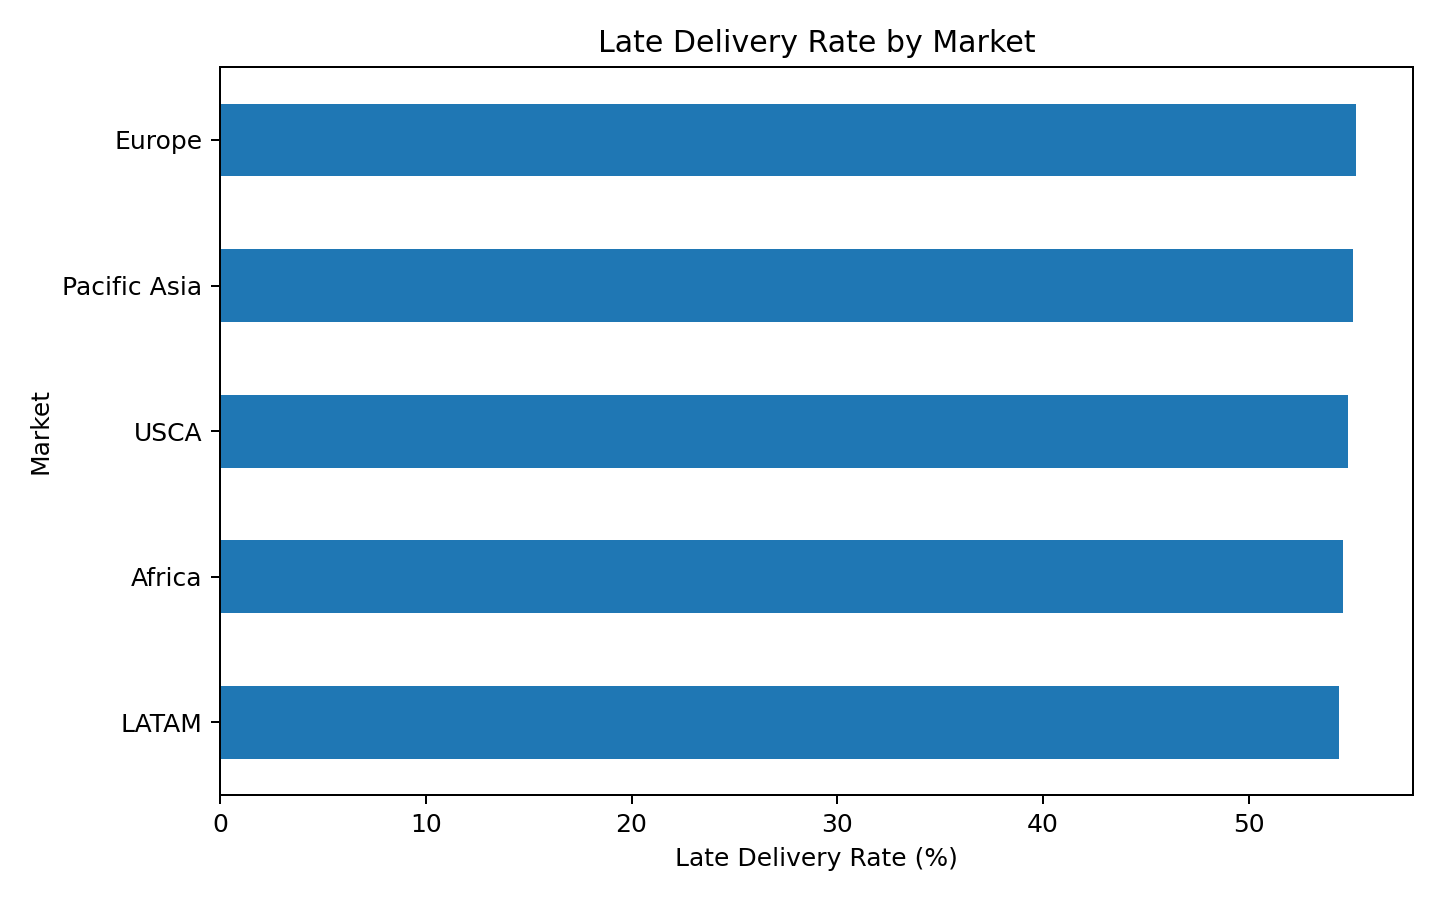 Late Delivery Rate by Market
Market
Europe
Pacific Asia
USCA
Africa
LATAM
0 10 20 30 40 50
Late Delivery Rate (%)